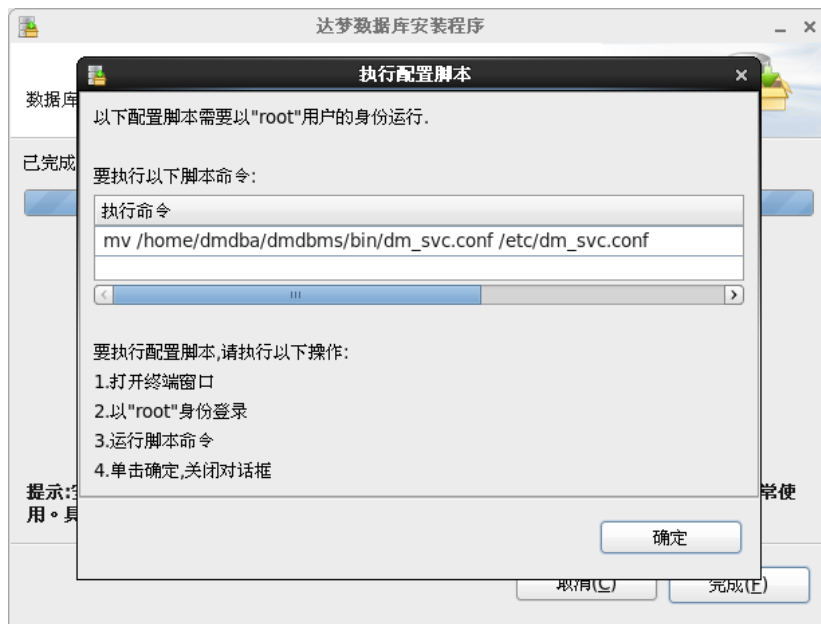 达梦数据库安装程序
执行配置脚本
数据库
以下配置脚本需要以"root"用户的身份运行.
已完成
要执行以下脚本命令:
执行命令
mv /home/dmdba/dmdbms/bin/dm_svc.conf /etc/dm_svc.conf
要执行配置脚本,请执行以下操作:
1.打开终端窗口
2.以"root"身份登录
3.运行脚本命令
4.单击确定,关闭对话框
提示: 常使
用。具
确定
取消(C) 完成(F)